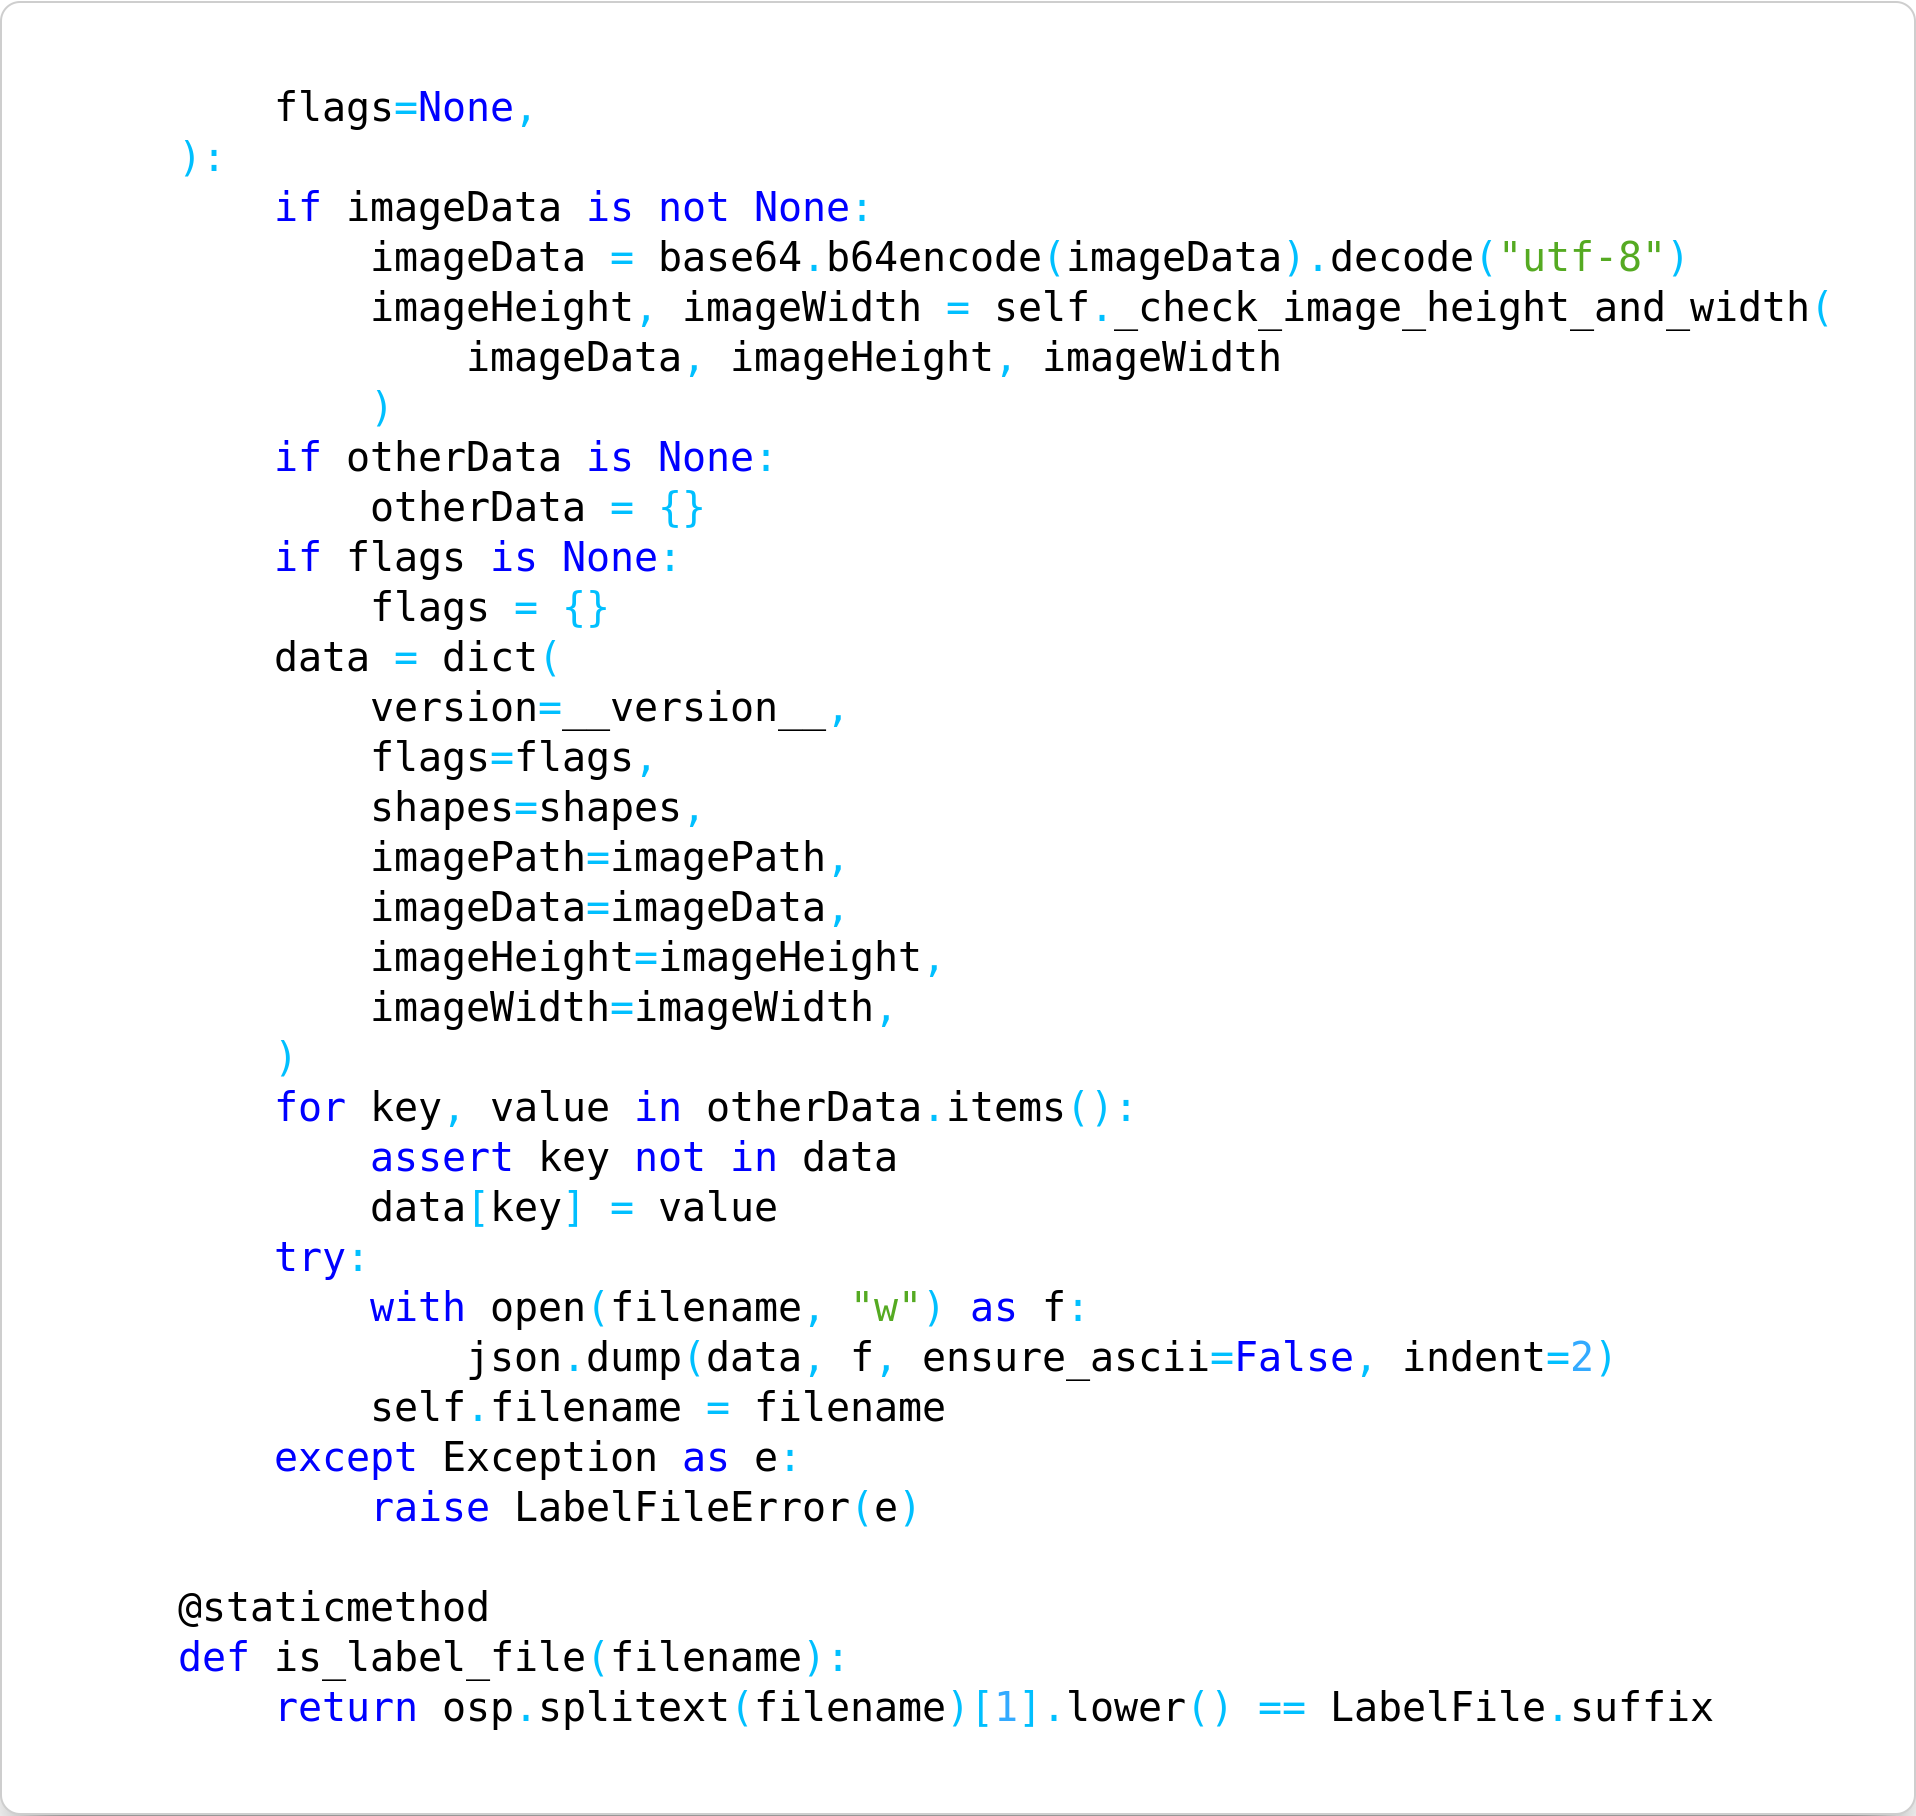 flags=None,
    ):
        if imageData is not None:
            imageData = base64.b64encode(imageData).decode("utf-8")
            imageHeight, imageWidth = self._check_image_height_and_width(
                imageData, imageHeight, imageWidth
            )
        if otherData is None:
            otherData = {}
        if flags is None:
            flags = {}
        data = dict(
            version=__version__,
            flags=flags,
            shapes=shapes,
            imagePath=imagePath,
            imageData=imageData,
            imageHeight=imageHeight,
            imageWidth=imageWidth,
        )
        for key, value in otherData.items():
            assert key not in data
            data[key] = value
        try:
            with open(filename, "w") as f:
                json.dump(data, f, ensure_ascii=False, indent=2)
            self.filename = filename
        except Exception as e:
            raise LabelFileError(e)

    @staticmethod
    def is_label_file(filename):
        return osp.splitext(filename)[1].lower() == LabelFile.suffix